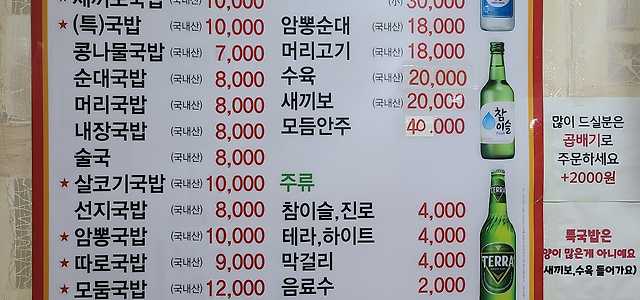 새끼보국밥 (국내산) 10,000
★ (특)국밥 (국내산) 10,000
콩나물국밥 7,000
순대국밥 (국내산) 8,000
머리국밥 (국내산) 8,000
내장국밥 (국내산) 8,000
술국 (국내산) 8,000
★ 살코기국밥 (국내산) 10,000
선지국밥 (국내산) 8,000
★ 암뽕국밥 (국내산) 10,000
★ 따로국밥 (국내산) 9,000
★ 모둠국밥 (국내산) 12,000
(小) 30,000
암뽕순대 (국내산) 18,000
머리고기 (국내산) 18,000
수육 (국내산) 20,000
새끼보 (국내산) 20,000
모듬안주 40,000
주류
참이슬,진로 4,000
테라,하이트 4,000
막걸리 4,000
음료수 2,000
참이슬
TERRA
TERRA
많이 드실분은
곱배기로
주문하세요
+2000원
특국밥은
양이 많은게 아니예요
새끼보,수육 들어가요)